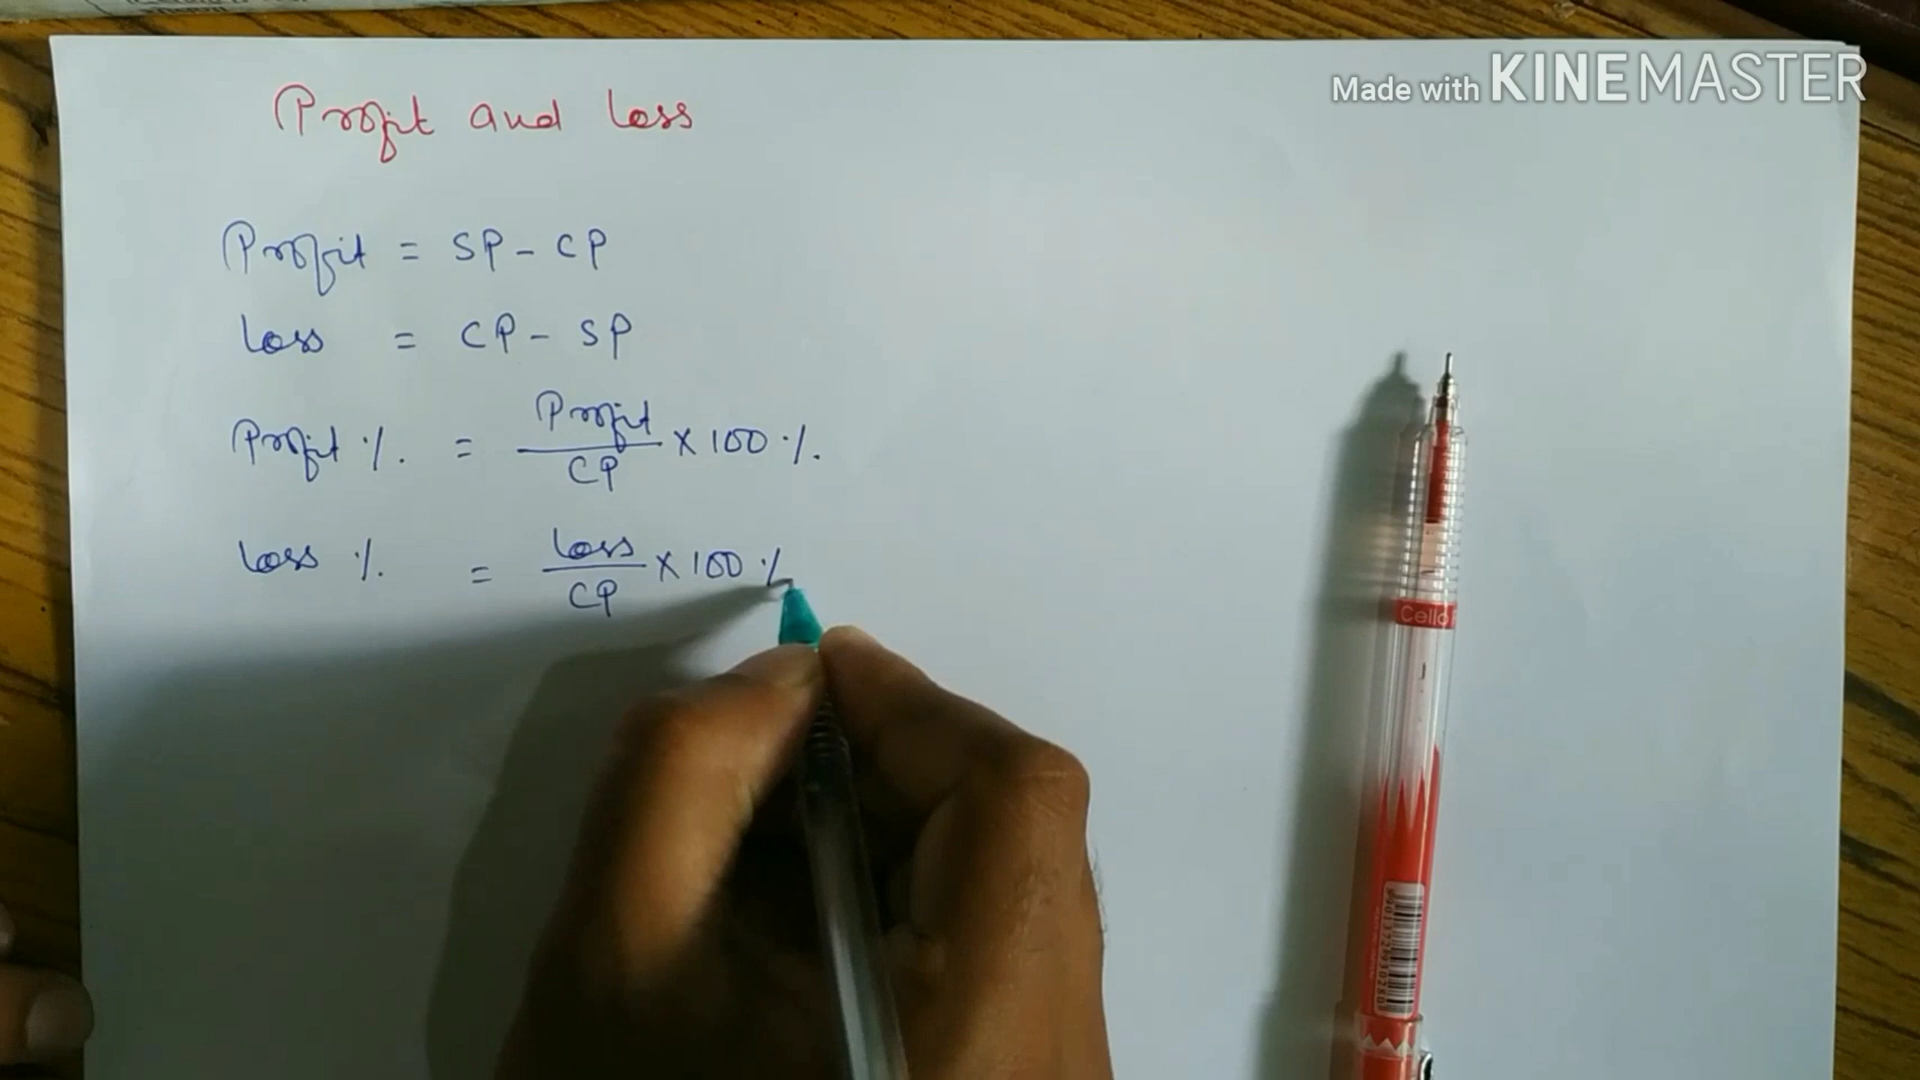 Made with KINEMASTER
Profit and loss
Profit = SP - CP
loss = CP - SP
Profit % = Profit/CP × 100 %
loss % = loss/CP × 100 %
Cello